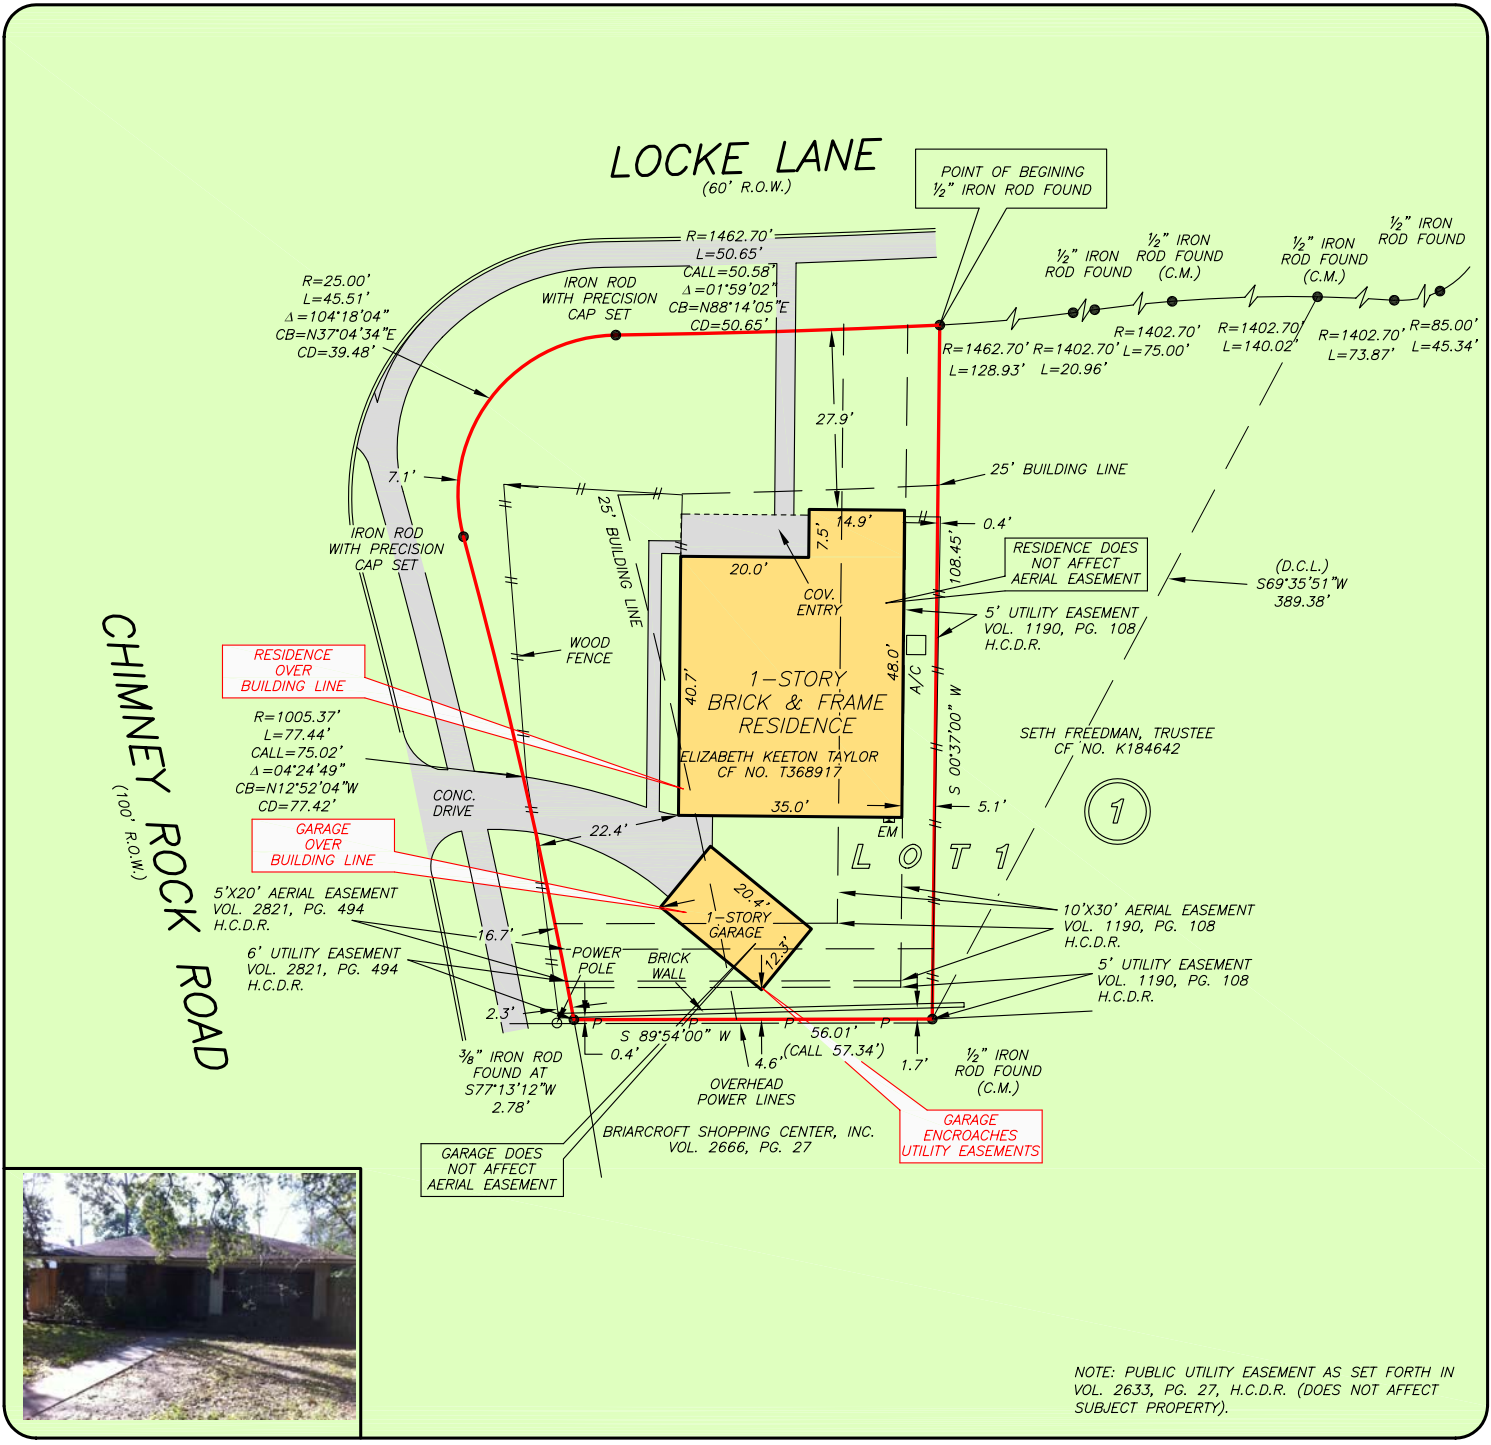 LOCKE LANE
(60' R.O.W.)
POINT OF BEGINING
½" IRON ROD FOUND
R=1462.70'
L=50.65'
CALL=50.58'
Δ=01°59'02"
CB=N88°14'05"E
CD=50.65'
R=25.00'
L=45.51'
Δ=104°18'04"
CB=N37°04'34"E
CD=39.48'
IRON ROD
WITH PRECISION
CAP SET
½" IRON
ROD FOUND
½" IRON
ROD FOUND
(C.M.)
½" IRON
ROD FOUND
(C.M.)
½" IRON
ROD FOUND
R=1462.70'
L=128.93'
R=1402.70'
L=20.96'
R=1402.70'
L=75.00'
R=1402.70'
L=140.02'
R=1402.70'
L=73.87'
R=85.00'
L=45.34'
27.9'
7.1'
25' BUILDING LINE
25' BUILDING LINE
IRON ROD
WITH PRECISION
CAP SET
14.9'
7.5'
0.4'
108.45'
20.0'
COV.
ENTRY
RESIDENCE DOES
NOT AFFECT
AERIAL EASEMENT
(D.C.L.)
S69°35'51"W
389.38'
5' UTILITY EASEMENT
VOL. 1190, PG. 108
H.C.D.R.
WOOD
FENCE
CHIMNEY ROCK ROAD
(100' R.O.W.)
RESIDENCE
OVER
BUILDING LINE
40.7'
48.0'
A/C
1-STORY
BRICK & FRAME
RESIDENCE
ELIZABETH KEETON TAYLOR
CF NO. T368917
S 00°37'00" W
SETH FREEDMAN, TRUSTEE
CF NO. K184642
R=1005.37'
L=77.44'
CALL=75.02'
Δ=04°24'49"
CB=N12°52'04"W
CD=77.42'
CONC.
DRIVE
35.0'
5.1'
1
22.4'
EM
GARAGE
OVER
BUILDING LINE
LOT 1
5'X20' AERIAL EASEMENT
VOL. 2821, PG. 494
H.C.D.R.
20.4'
1-STORY
GARAGE
12.3'
10'X30' AERIAL EASEMENT
VOL. 1190, PG. 108
H.C.D.R.
16.7'
6' UTILITY EASEMENT
VOL. 2821, PG. 494
H.C.D.R.
POWER
POLE
BRICK
WALL
5' UTILITY EASEMENT
VOL. 1190, PG. 108
H.C.D.R.
2.3'
P P P P
S 89°54'00" W
56.01'
(CALL 57.34')
0.4'
4.6'
1.7'
⅜" IRON ROD
FOUND AT
S77°13'12"W
2.78'
½" IRON
ROD FOUND
(C.M.)
OVERHEAD
POWER LINES
BRIARCROFT SHOPPING CENTER, INC.
VOL. 2666, PG. 27
GARAGE
ENCROACHES
UTILITY EASEMENTS
GARAGE DOES
NOT AFFECT
AERIAL EASEMENT
NOTE: PUBLIC UTILITY EASEMENT AS SET FORTH IN
VOL. 2633, PG. 27, H.C.D.R. (DOES NOT AFFECT
SUBJECT PROPERTY).